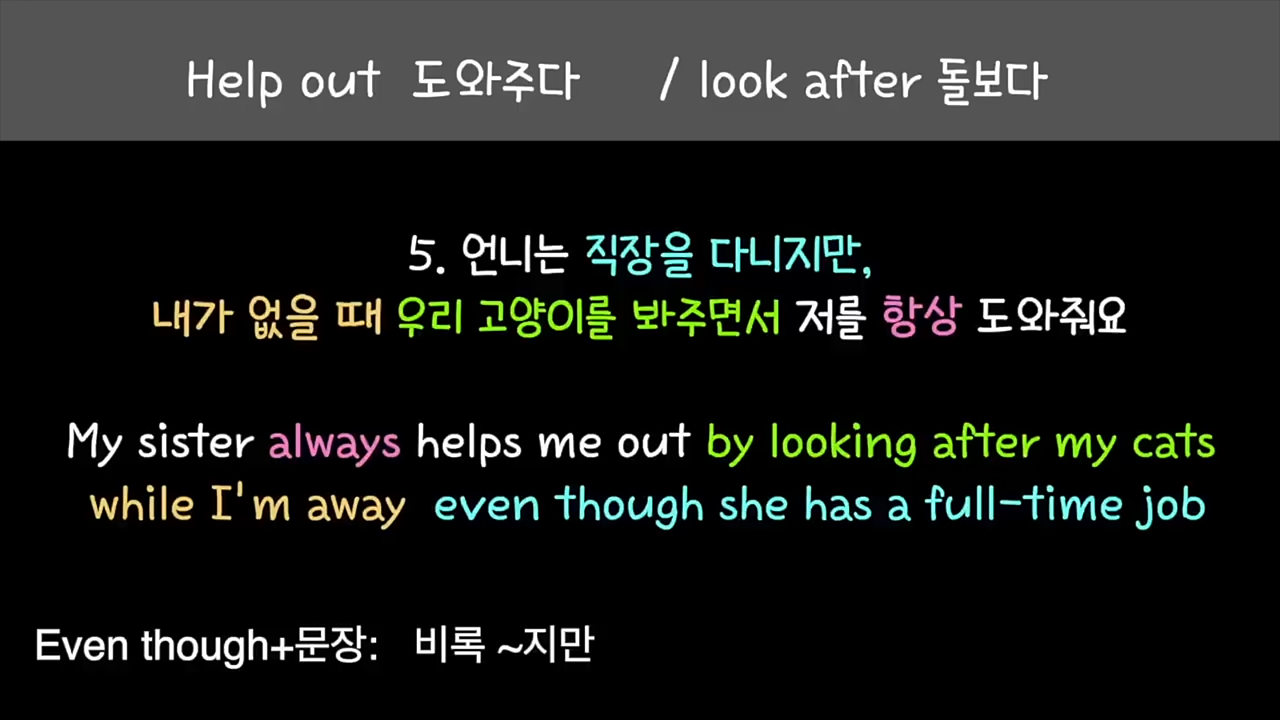 Help out 도와주다 / look after 돌보다
5. 언니는 직장을 다니지만,
내가 없을 때 우리 고양이를 봐주면서 저를 항상 도와줘요
My sister always helps me out by looking after my cats
while I'm away even though she has a full-time job
Even though+문장: 비록 ~지만